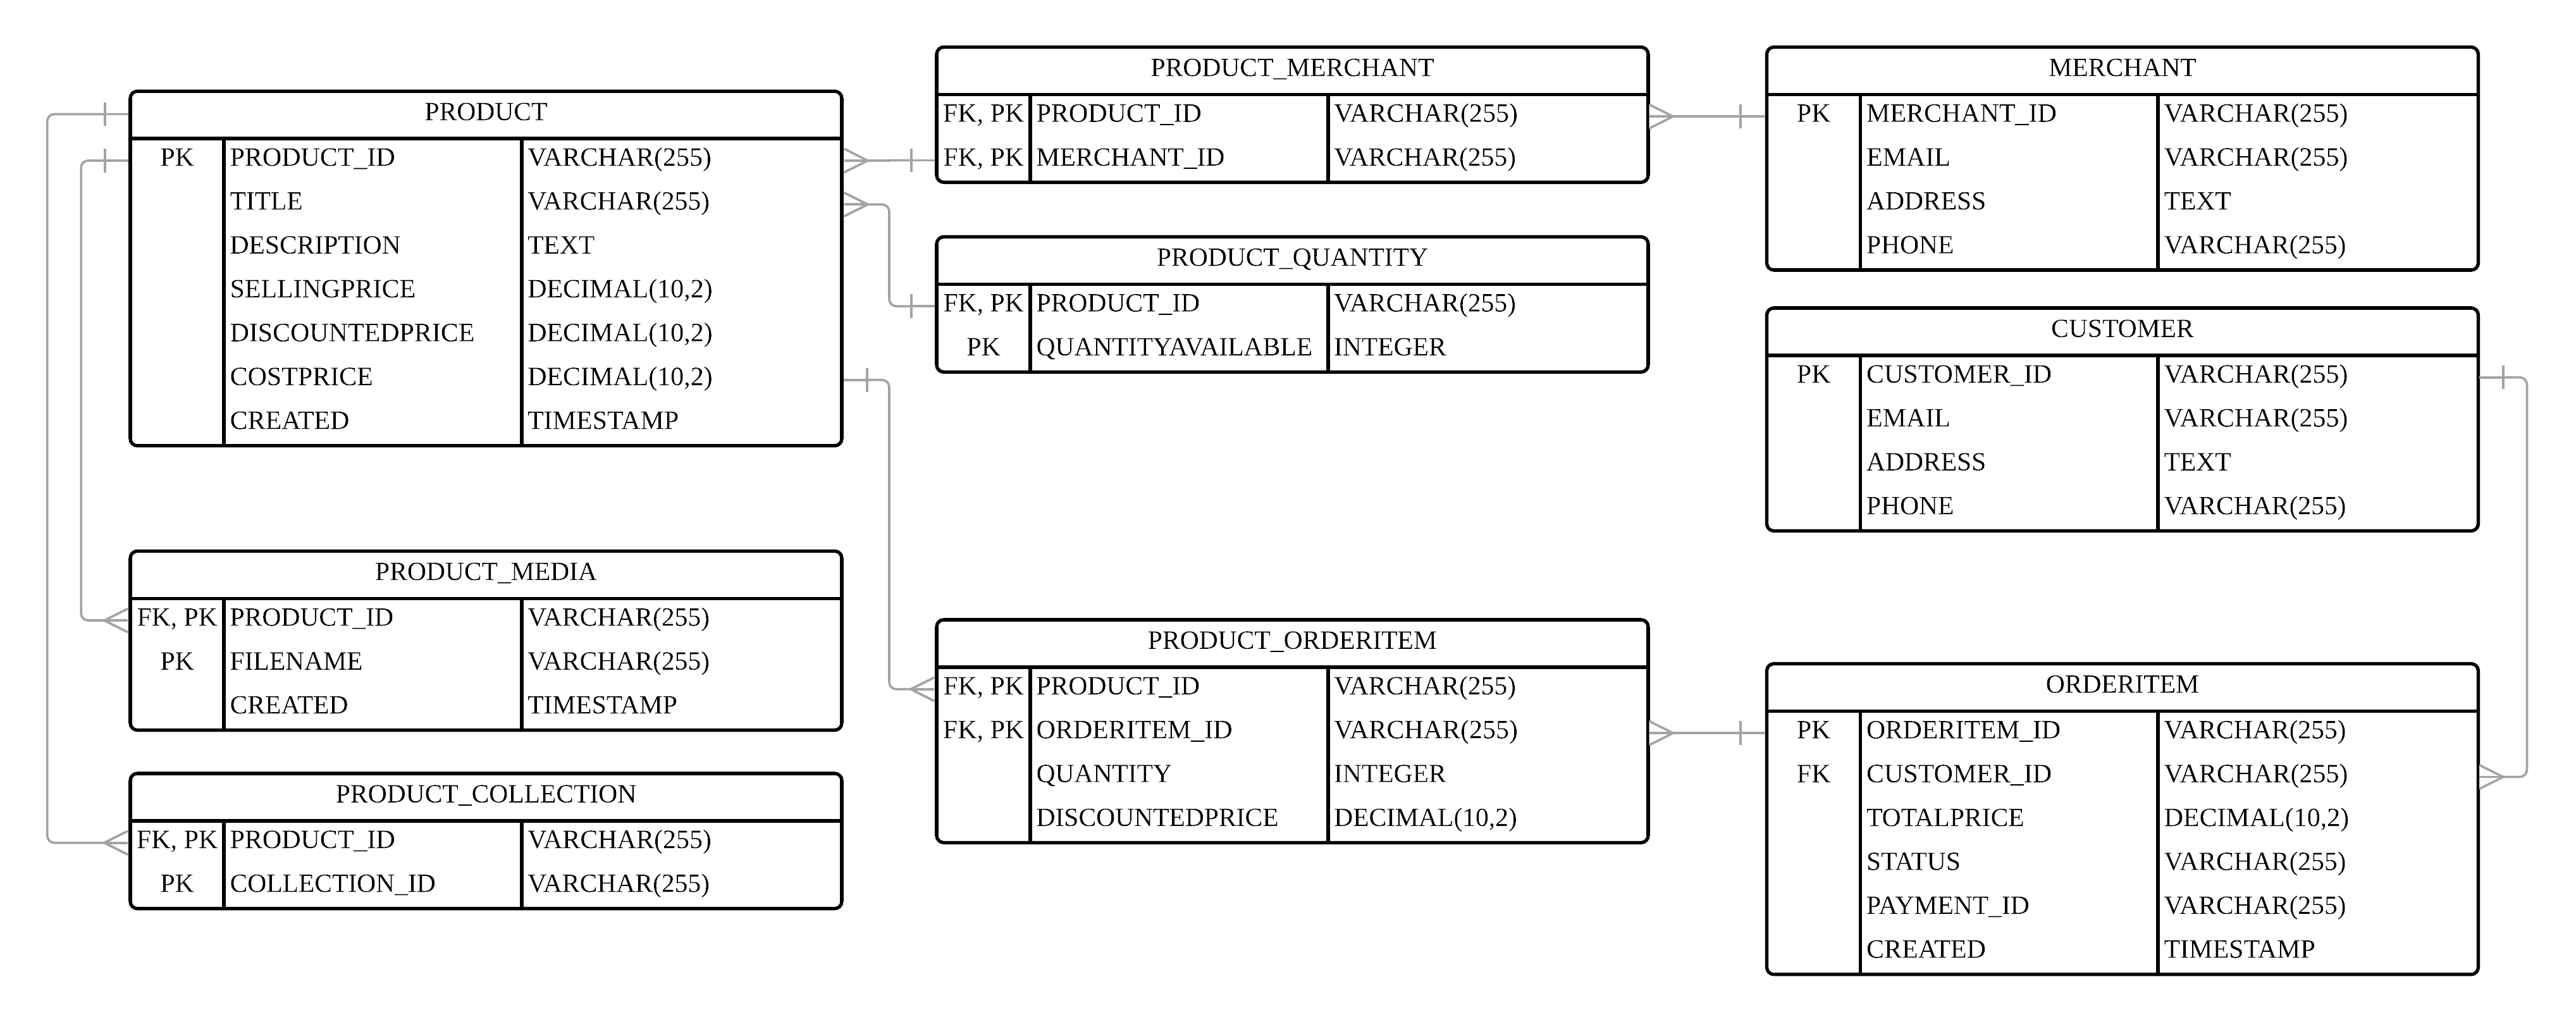 PRODUCT
PK PRODUCT_ID VARCHAR(255)
TITLE VARCHAR(255)
DESCRIPTION TEXT
SELLINGPRICE DECIMAL(10,2)
DISCOUNTEDPRICE DECIMAL(10,2)
COSTPRICE DECIMAL(10,2)
CREATED TIMESTAMP
PRODUCT_MEDIA
FK, PK PRODUCT_ID VARCHAR(255)
PK FILENAME VARCHAR(255)
CREATED TIMESTAMP
PRODUCT_COLLECTION
FK, PK PRODUCT_ID VARCHAR(255)
PK COLLECTION_ID VARCHAR(255)
PRODUCT_MERCHANT
FK, PK PRODUCT_ID VARCHAR(255)
FK, PK MERCHANT_ID VARCHAR(255)
PRODUCT_QUANTITY
FK, PK PRODUCT_ID VARCHAR(255)
PK QUANTITYAVAILABLE INTEGER
PRODUCT_ORDERITEM
FK, PK PRODUCT_ID VARCHAR(255)
FK, PK ORDERITEM_ID VARCHAR(255)
QUANTITY INTEGER
DISCOUNTEDPRICE DECIMAL(10,2)
MERCHANT
PK MERCHANT_ID VARCHAR(255)
EMAIL VARCHAR(255)
ADDRESS TEXT
PHONE VARCHAR(255)
CUSTOMER
PK CUSTOMER_ID VARCHAR(255)
EMAIL VARCHAR(255)
ADDRESS TEXT
PHONE VARCHAR(255)
ORDERITEM
PK ORDERITEM_ID VARCHAR(255)
FK CUSTOMER_ID VARCHAR(255)
TOTALPRICE DECIMAL(10,2)
STATUS VARCHAR(255)
PAYMENT_ID VARCHAR(255)
CREATED TIMESTAMP